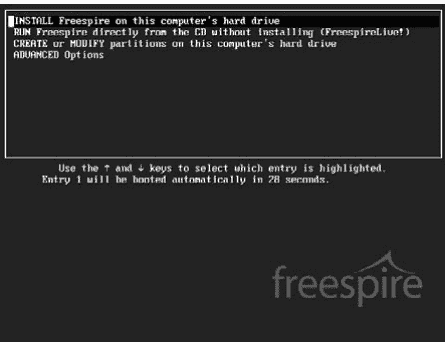 INSTALL Freespire on this computer's hard drive
RUN Freespire directly from the CD without installing (FreespireLive!)
CREATE or MODIFY partitions on this computer's hard drive
ADVANCED Options
Use the ↑ and ↓ keys to select which entry is highlighted.
Entry 1 will be booted automatically in 28 seconds.
freespire